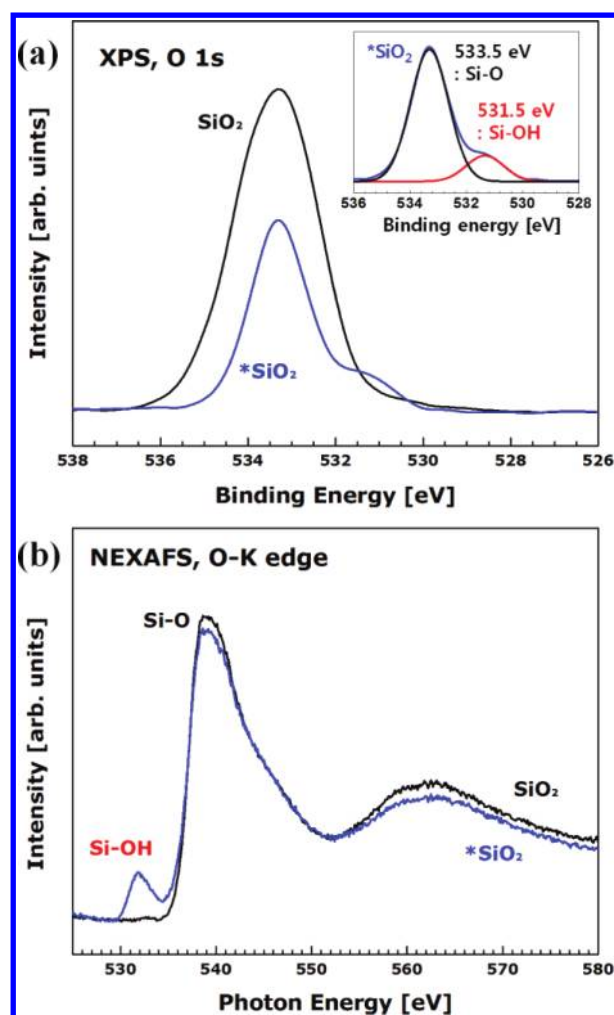 (a)
XPS, O 1s
SiO₂
*SiO₂
Intensity [arb. uints]
538 536 534 532 530 528 526
Binding Energy [eV]
*SiO₂
533.5 eV
: Si-O
531.5 eV
: Si-OH
536 534 532 530 528
Binding energy [eV]
(b)
NEXAFS, O-K edge
Si-O
Si-OH
SiO₂
*SiO₂
Intensity [arb. units]
530 540 550 560 570 580
Photon Energy [eV]